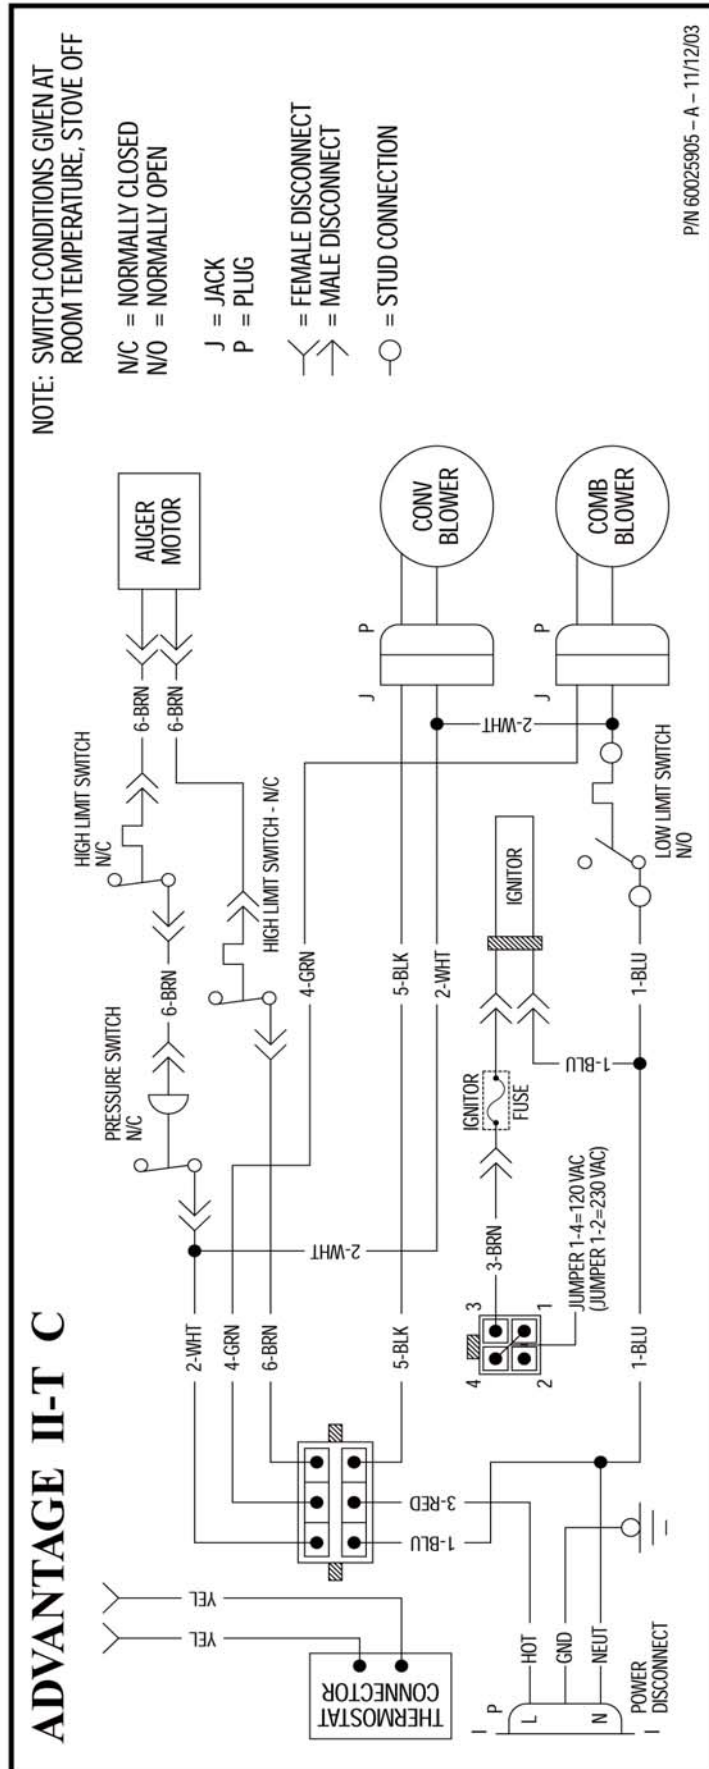 ADVANTAGE II-T C
NOTE: SWITCH CONDITIONS GIVEN AT
ROOM TEMPERATURE, STOVE OFF
N/C = NORMALLY CLOSED
N/O = NORMALLY OPEN
J = JACK
P = PLUG
= FEMALE DISCONNECT
= MALE DISCONNECT
= STUD CONNECTION
P/N 60025905 – A – 11/12/03
AUGER
MOTOR
6-BRN
6-BRN
HIGH LIMIT SWITCH
N/C
6-BRN
PRESSURE SWITCH
N/C
HIGH LIMIT SWITCH - N/C
2-WHT
4-GRN
6-BRN
4-GRN
2-WHT
YEL
YEL
THERMOSTAT
CONNECTOR
CONV
BLOWER
P
J
5-BLK
5-BLK
2-WHT
2-WHT
COMB
BLOWER
P
J
LOW LIMIT SWITCH
N/O
IGNITOR
IGNITOR
FUSE
3-BRN
4
3
2
1
JUMPER 1-4=120 VAC
(JUMPER 1-2=230 VAC)
1-BLU
1-BLU
1-BLU
3-RED
1-BLU
HOT
GND
NEUT
P
L
N
POWER
DISCONNECT